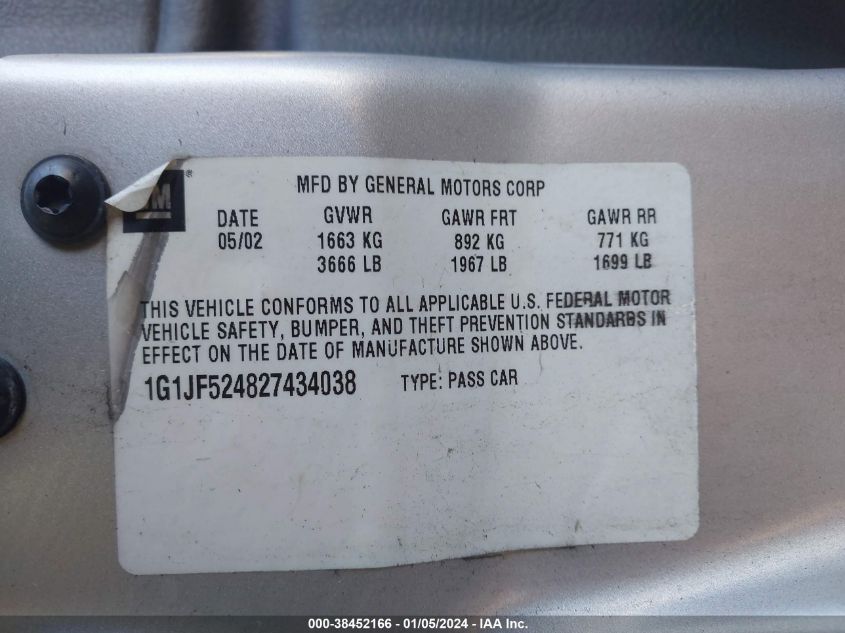 MFD BY GENERAL MOTORS CORP
DATE GVWR GAWR FRT GAWR RR
05/02 1663 KG 892 KG 771 KG
3666 LB 1967 LB 1699 LB
THIS VEHICLE CONFORMS TO ALL APPLICABLE U.S. FEDERAL MOTOR
VEHICLE SAFETY, BUMPER, AND THEFT PREVENTION STANDARDS IN
EFFECT ON THE DATE OF MANUFACTURE SHOWN ABOVE.
1G1JF524827434038 TYPE: PASS CAR
000-38452166 - 01/05/2024 - IAA Inc.